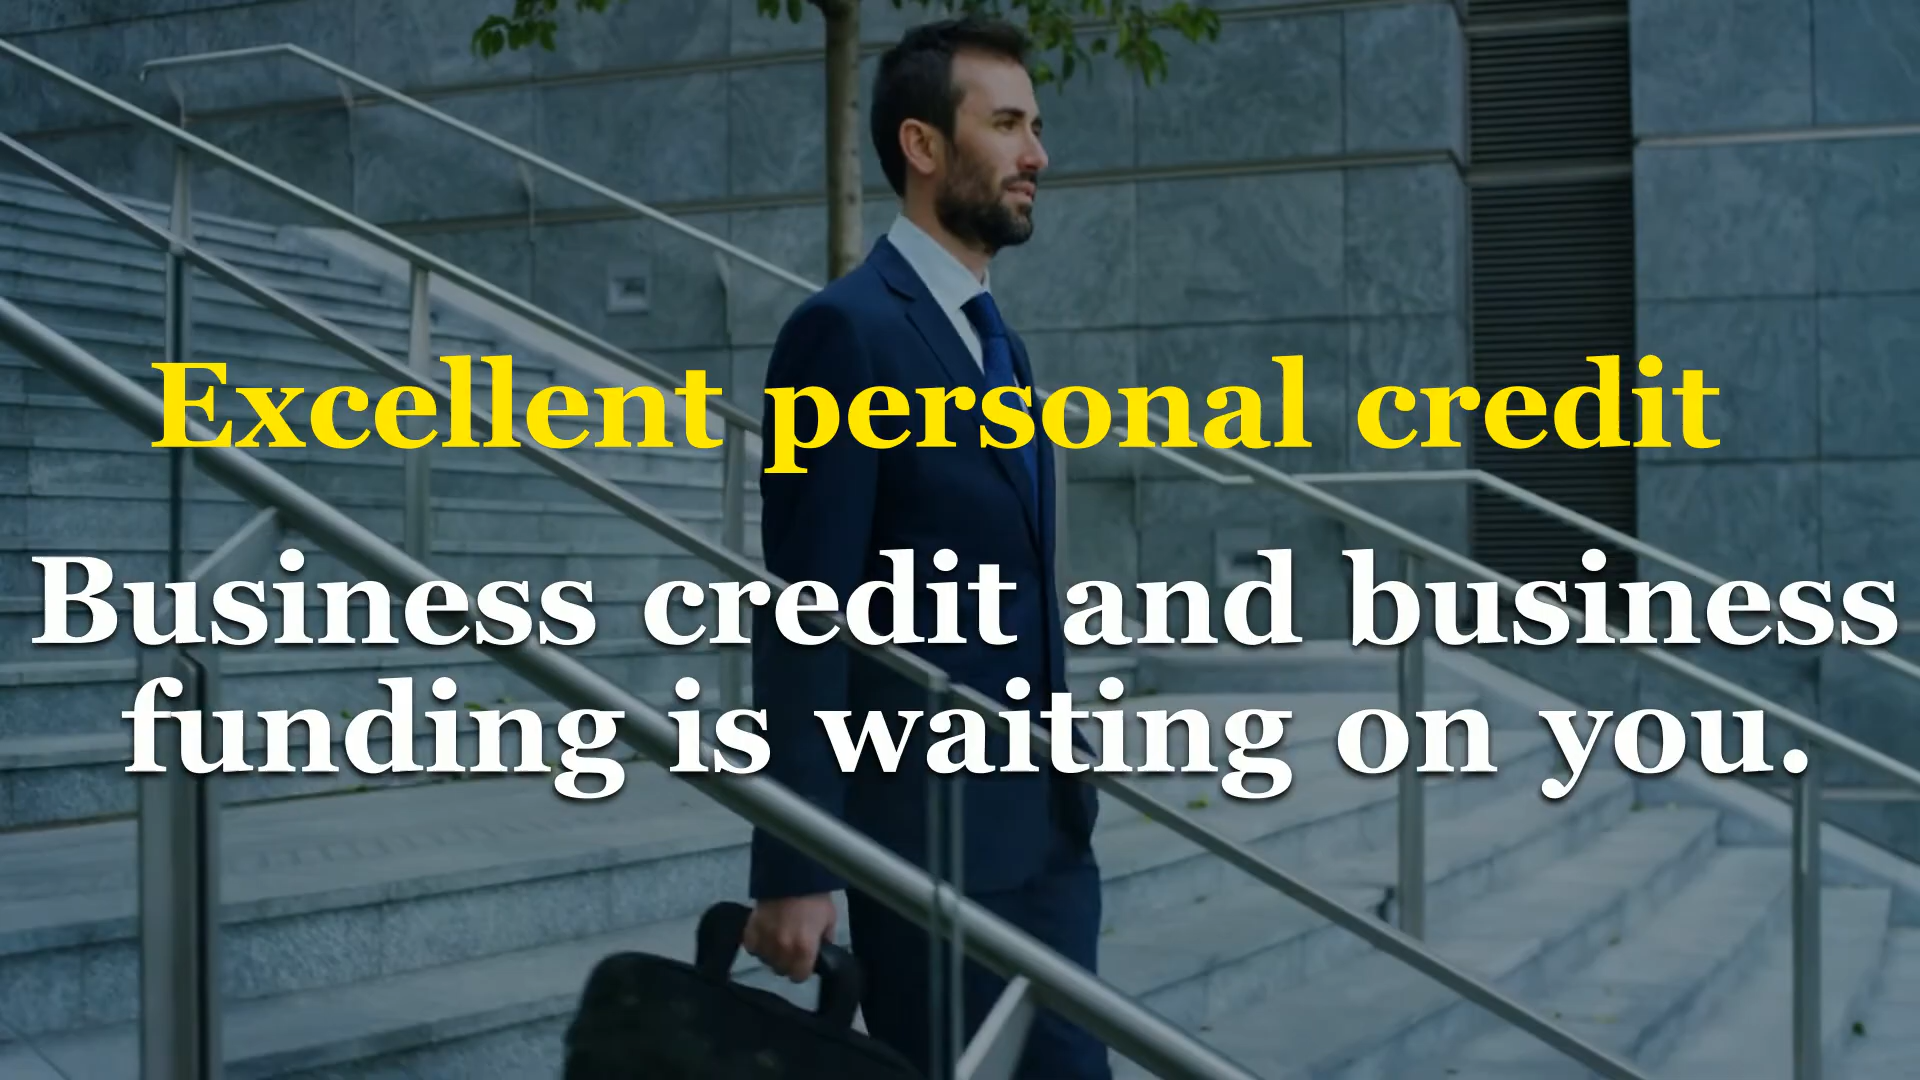 Excellent personal credit
Business credit and business
funding is waiting on you.